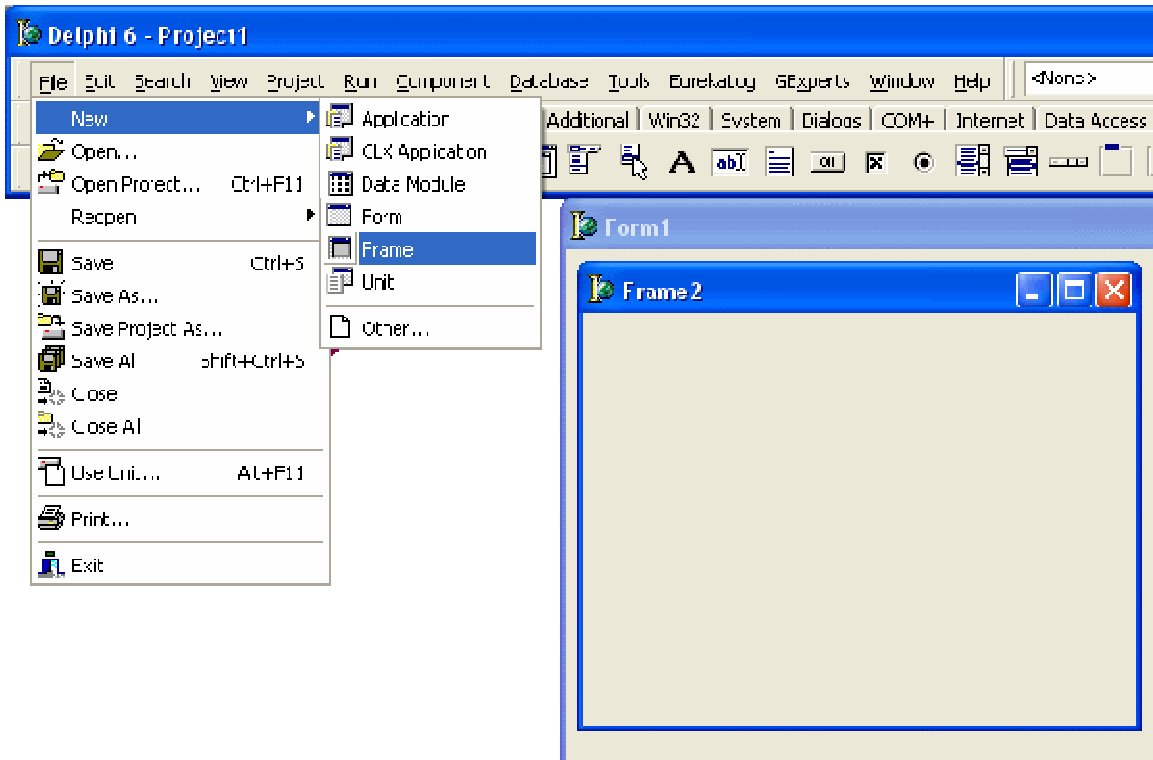 Delphi 6 - Project1
File Edit Search View Project Run Component Database Tools EurekaLog GExperts Window Help <None>
Additional Win32 System Dialogs COM+ Internet Data Access
New
Open...
Open Project... Ctrl+F11
Reopen
Save Ctrl+S
Save As...
Save Project As...
Save All Shift+Ctrl+S
Close
Close All
Use Unit... Alt+F11
Print...
Exit
Application
CLX Application
Data Module
Form
Frame
Unit
Other...
A ab OK
Form1
Frame2